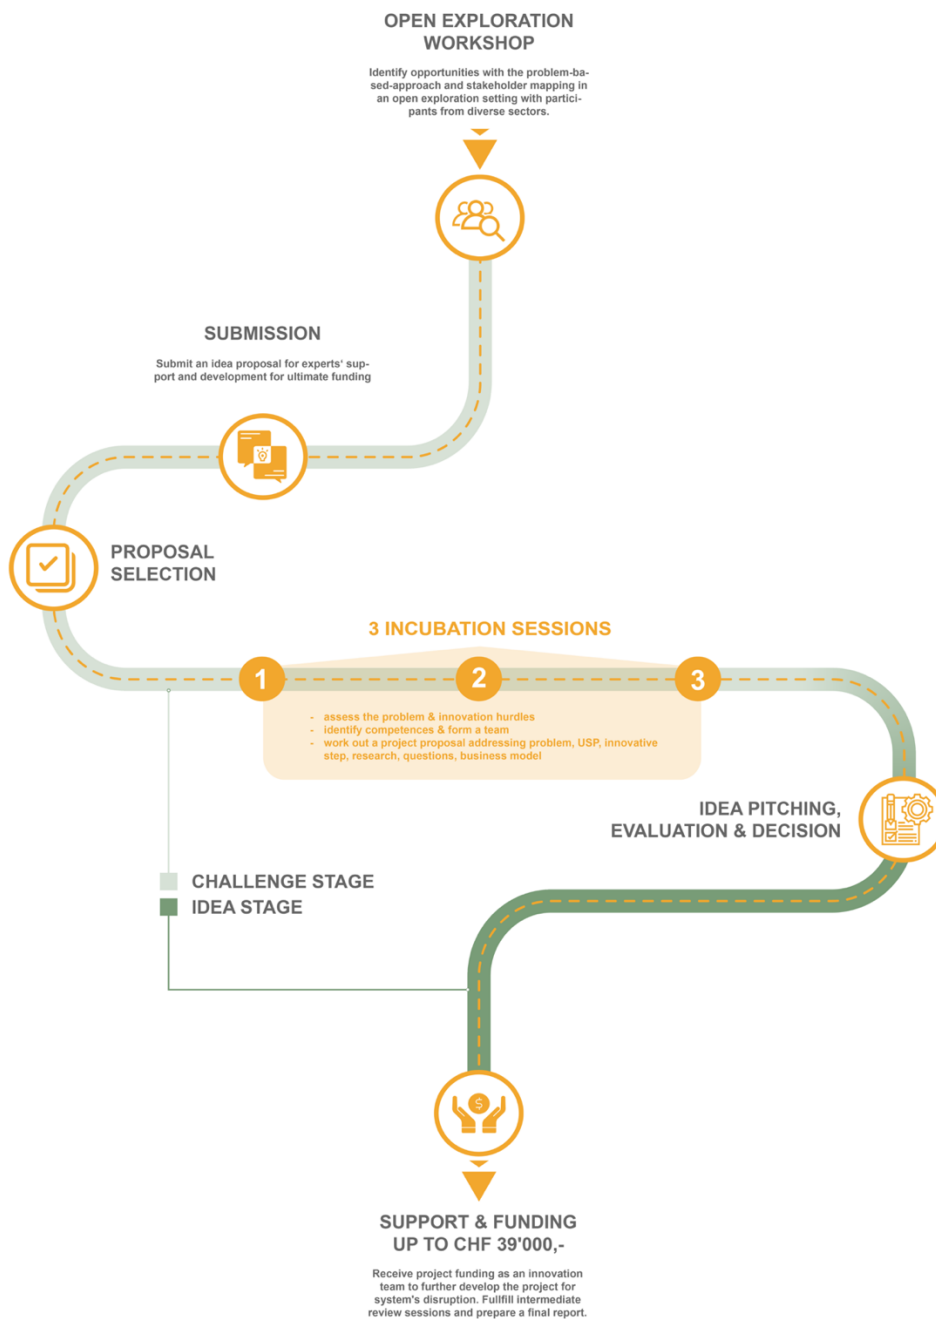 OPEN EXPLORATION
WORKSHOP
Identify opportunities with the problem-ba-
sed-approach and stakeholder mapping in
an open exploration setting with partici-
pants from diverse sectors.
SUBMISSION
Submit an idea proposal for experts' sup-
port and development for ultimate funding
PROPOSAL
SELECTION
3 INCUBATION SESSIONS
1
2
3
- assess the problem & innovation hurdles
- identify competences & form a team
- work out a project proposal addressing problem, USP, innovative
step, research, questions, business model
IDEA PITCHING,
EVALUATION & DECISION
CHALLENGE STAGE
IDEA STAGE
$
SUPPORT & FUNDING
UP TO CHF 39'000,-
Receive project funding as an innovation
team to further develop the project for
system's disruption. Fullfill intermediate
review sessions and prepare a final report.